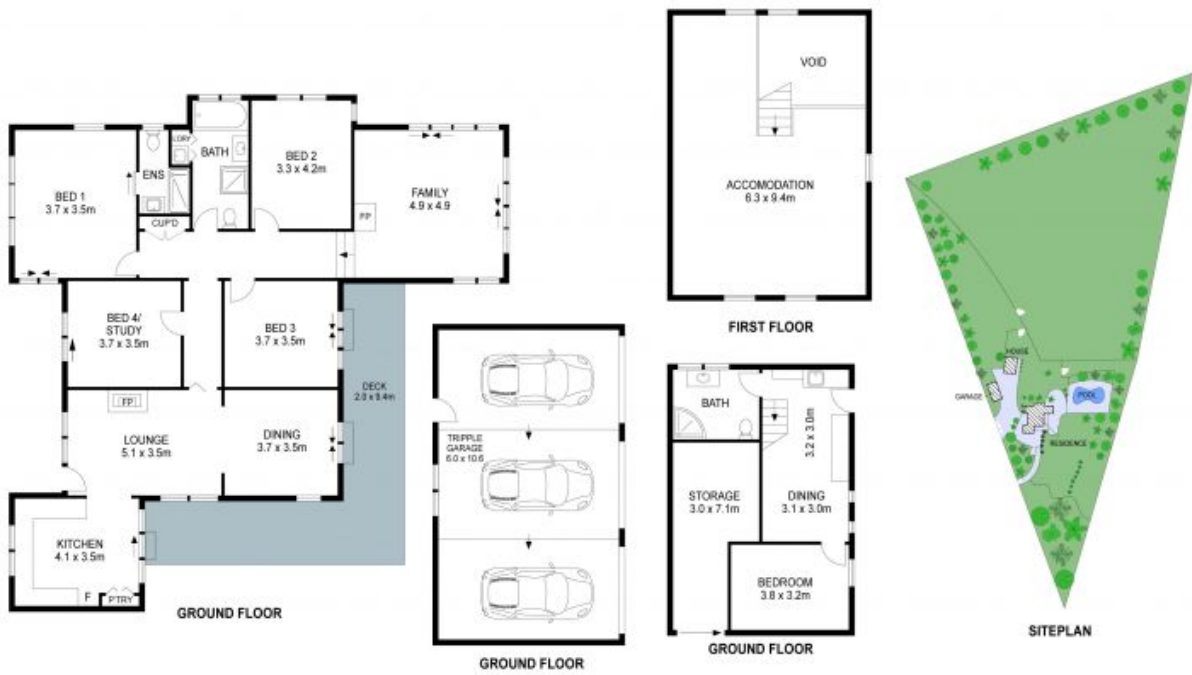 LDRY
BATH
BED 2
3.3 x 4.2m
ENS
BED 1
3.7 x 3.5m
FAMILY
4.9 x 4.9
FP
CUP'D
BED 4/
STUDY
3.7 x 3.5m
BED 3
3.7 x 3.5m
DECK
2.0 x 9.4m
FP
LOUNGE
5.1 x 3.5m
DINING
3.7 x 3.5m
KITCHEN
4.1 x 3.5m
F
P'TRY
GROUND FLOOR
TRIPPLE
GARAGE
6.0 x 10.6
GROUND FLOOR
VOID
ACCOMODATION
6.3 x 9.4m
FIRST FLOOR
BATH
3.2 x 3.0m
STORAGE
3.0 x 7.1m
DINING
3.1 x 3.0m
BEDROOM
3.8 x 3.2m
GROUND FLOOR
HOUSE
GARAGE
POOL
RESIDENCE
SITEPLAN